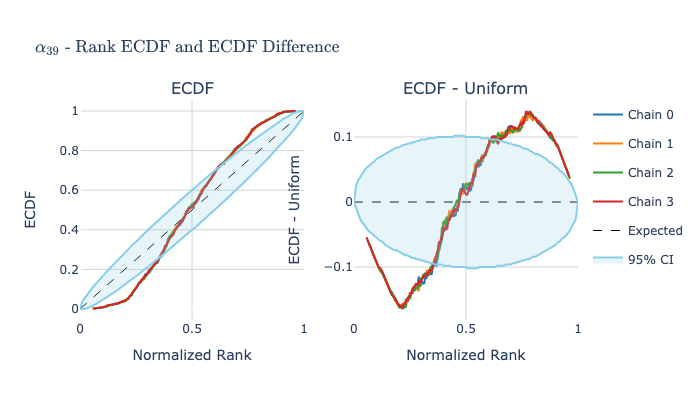 α₃₉ - Rank ECDF and ECDF Difference
ECDF
ECDF - Uniform
1
0.8
0.6
0.4
0.2
0
0
0.5
1
ECDF
Normalized Rank
0.1
0
−0.1
0
0.5
1
ECDF - Uniform
Normalized Rank
Chain 0
Chain 1
Chain 2
Chain 3
Expected
95% CI